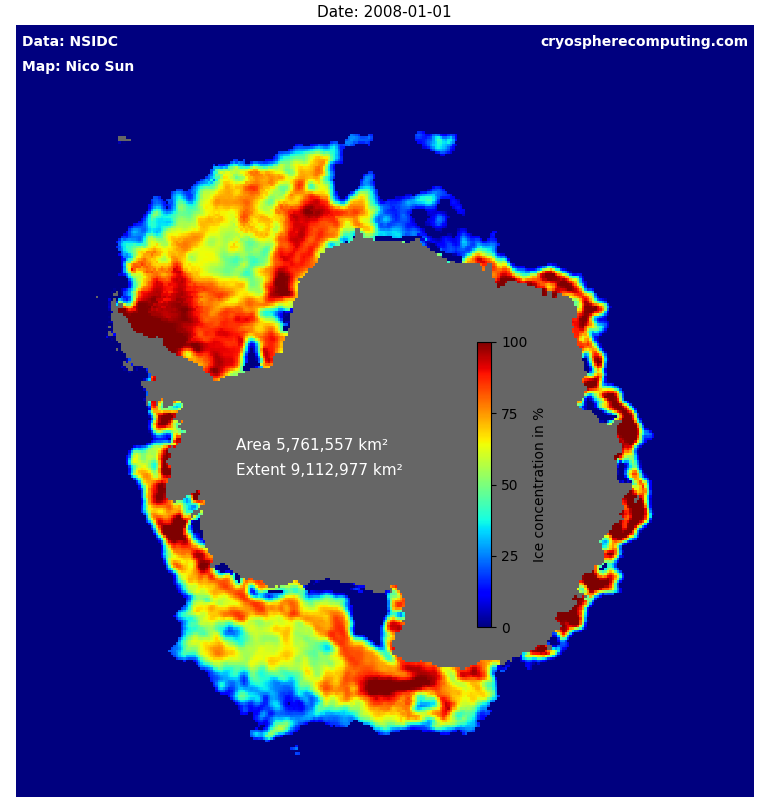 Date: 2008-01-01
Data: NSIDC
cryospherecomputing.com
Map: Nico Sun
100
75
50
25
0
Ice concentration in %
Area 5,761,557 km²
Extent 9,112,977 km²